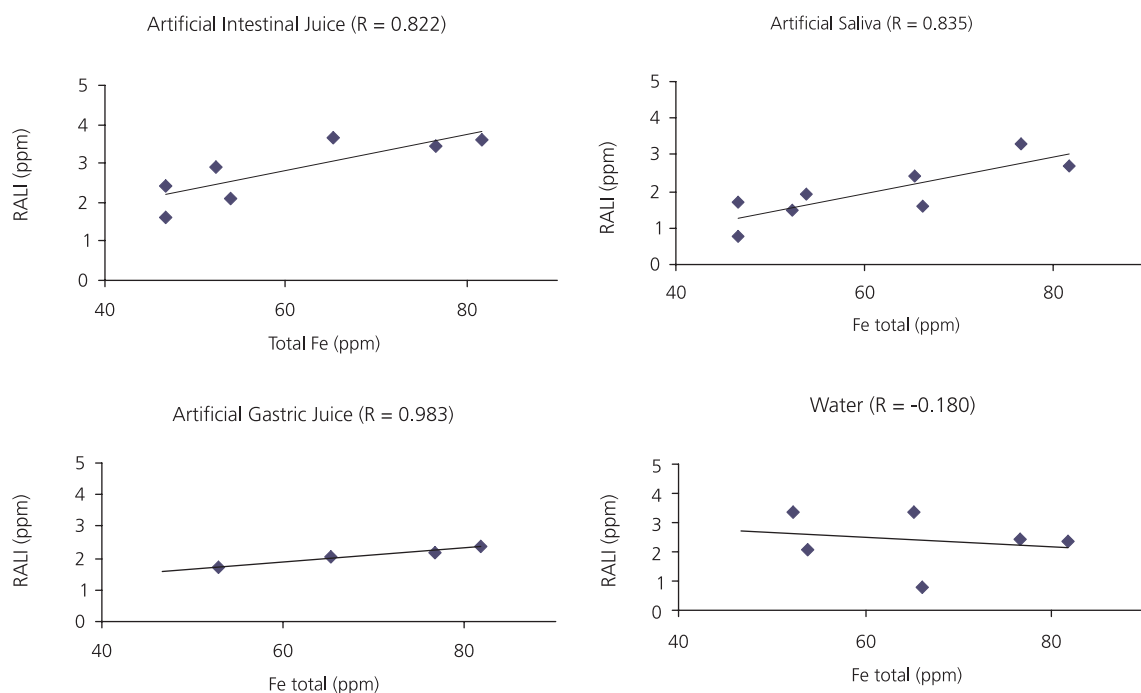 Artificial Intestinal Juice (R = 0.822)
5
4
3
2
1
0
RALI (ppm)
40 60 80
Total Fe (ppm)
Artificial Saliva (R = 0.835)
5
4
3
2
1
0
RALI (ppm)
40 60 80
Fe total (ppm)
Artificial Gastric Juice (R = 0.983)
5
4
3
2
1
0
RALI (ppm)
40 60 80
Fe total (ppm)
Water (R = -0.180)
5
4
3
2
1
0
RALI (ppm)
40 60 80
Fe total (ppm)